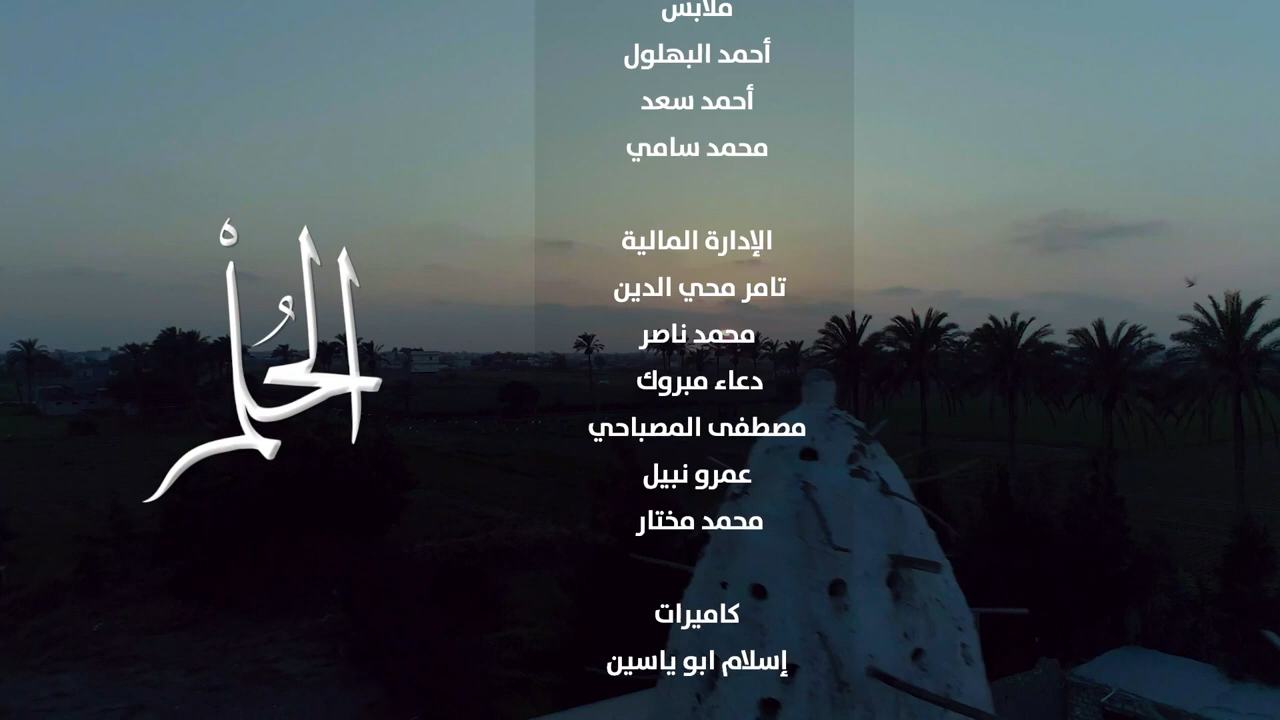 ملابس
أحمد البهلول
أحمد سعد
محمد سامي
الإدارة المالية
تامر محي الدين
محمد ناصر
دعاء مبروك
مصطفى المصباحي
عمرو نبيل
محمد مختار
كاميرات
إسلام ابو ياسين
الحُلْم